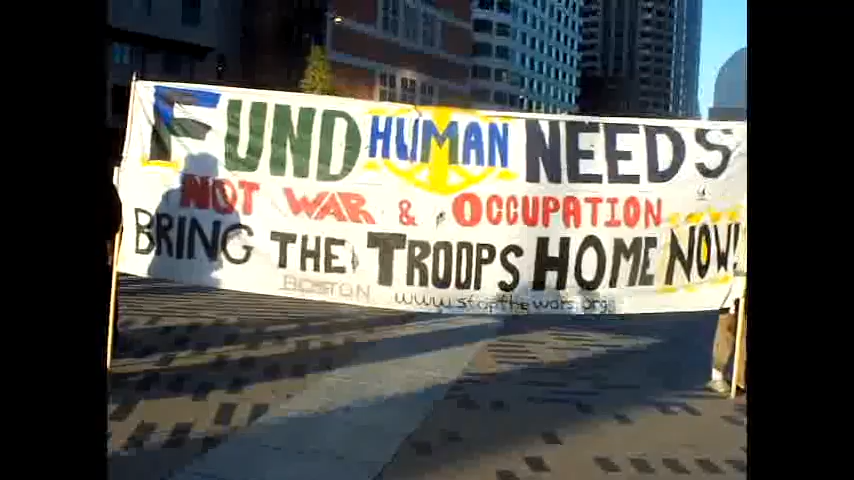 FUND HUMAN NEEDS
NOT WAR & OCCUPATION
BRING THE TROOPS HOME NOW!
BOSTON www.stopthewars.org